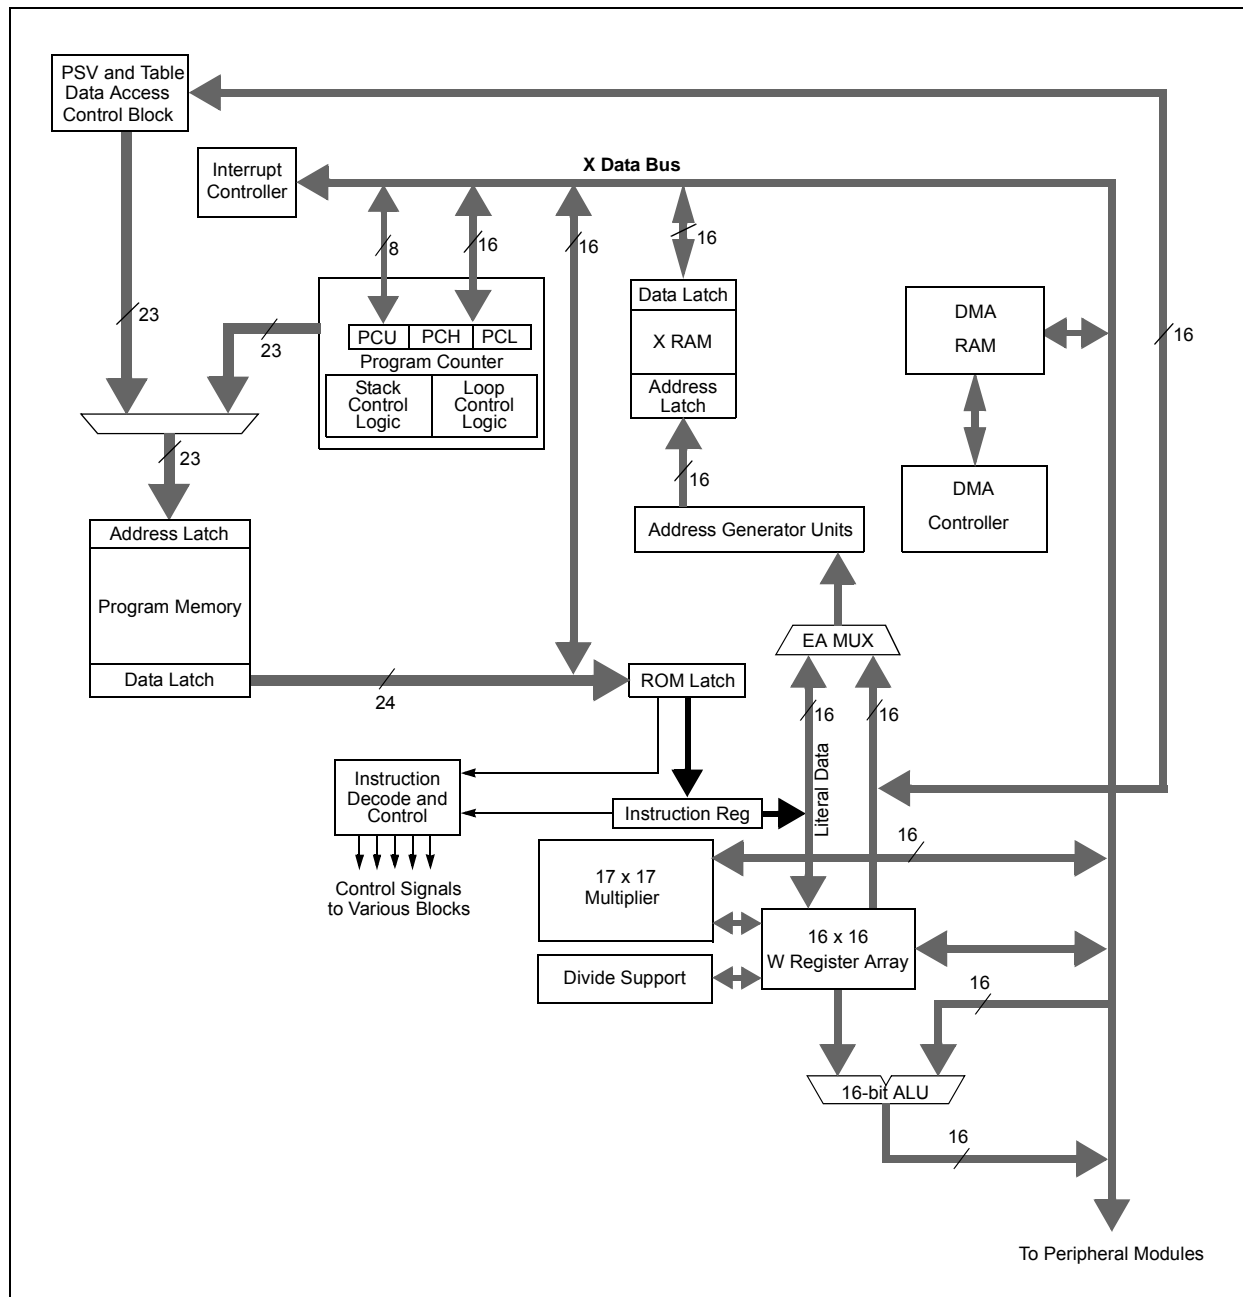 PSV and Table
Data Access
Control Block
Interrupt
Controller
X Data Bus
8
16
16
16
16
23
23
PCU
PCH
PCL
Program Counter
Stack
Control
Logic
Loop
Control
Logic
Data Latch
X RAM
Address
Latch
DMA
RAM
23
16
DMA
Controller
Address Latch
Program Memory
Data Latch
Address Generator Units
EA MUX
24
ROM Latch
16
16
Literal Data
Instruction
Decode and
Control
Instruction Reg
Control Signals
to Various Blocks
17 x 17
Multiplier
16
16 x 16
W Register Array
Divide Support
16
16-bit ALU
16
To Peripheral Modules